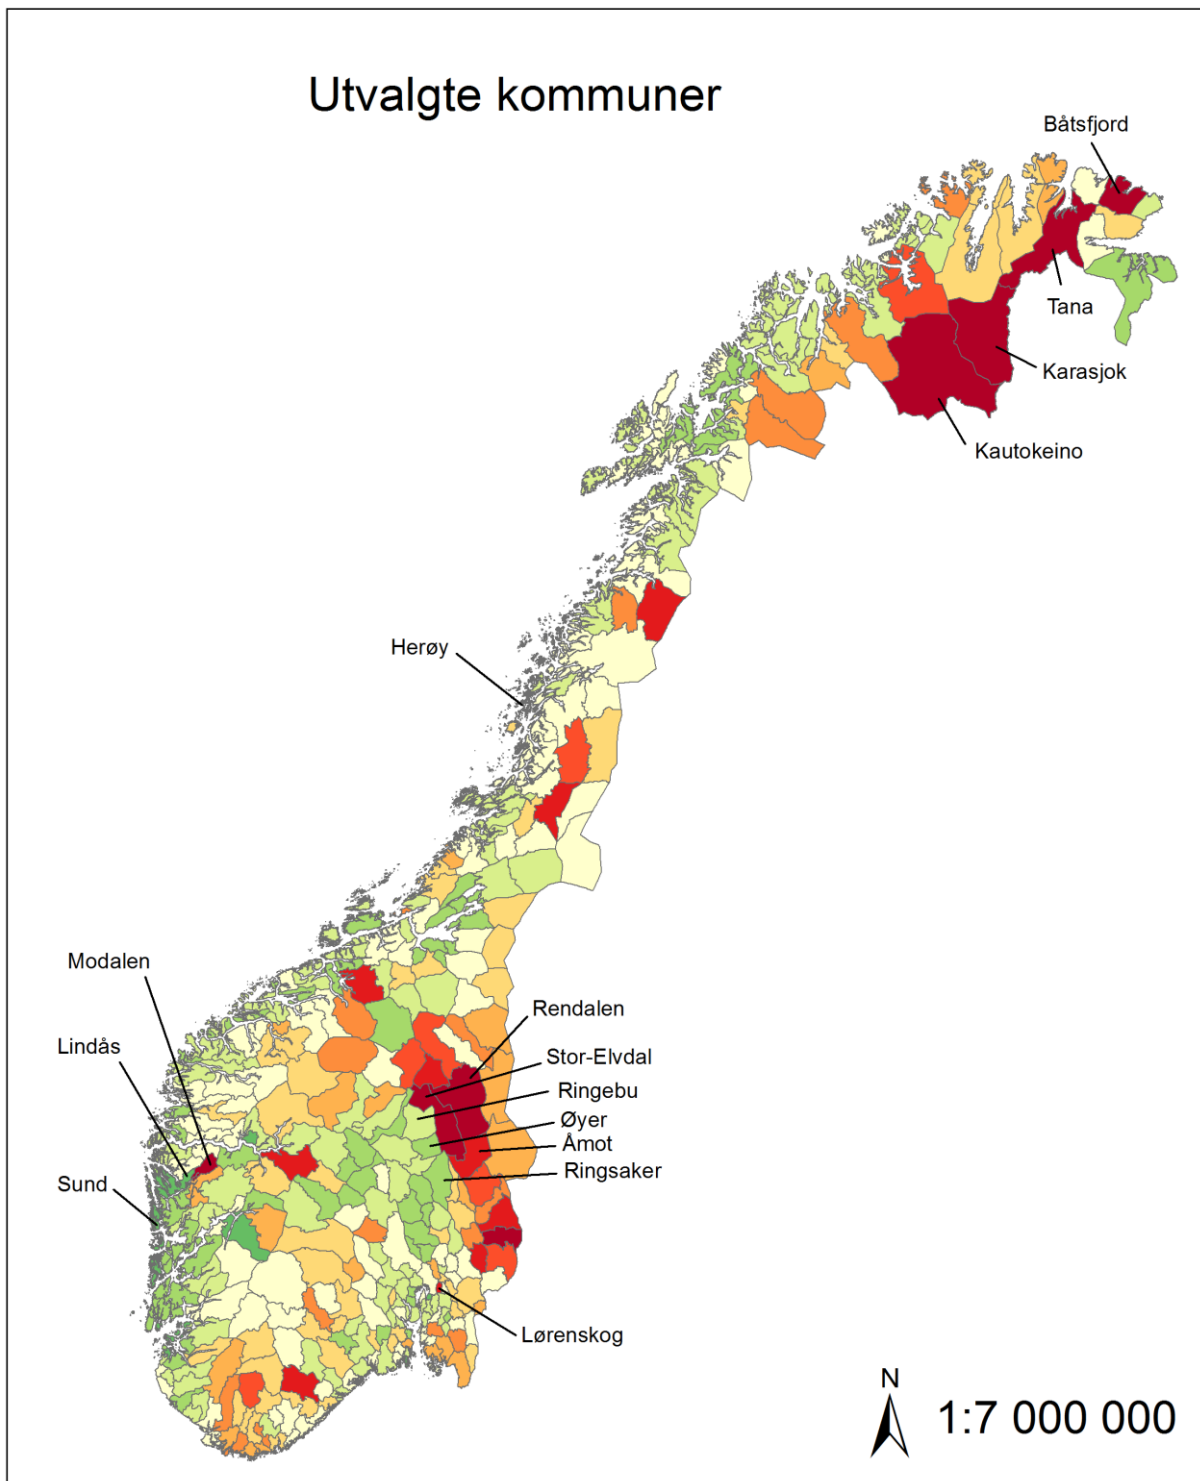 Utvalgte kommuner
Båtsfjord
Tana
Karasjok
Kautokeino
Herøy
Modalen
Lindås
Sund
Rendalen
Stor-Elvdal
Ringebu
Øyer
Åmot
Ringsaker
Lørenskog
N
1:7 000 000